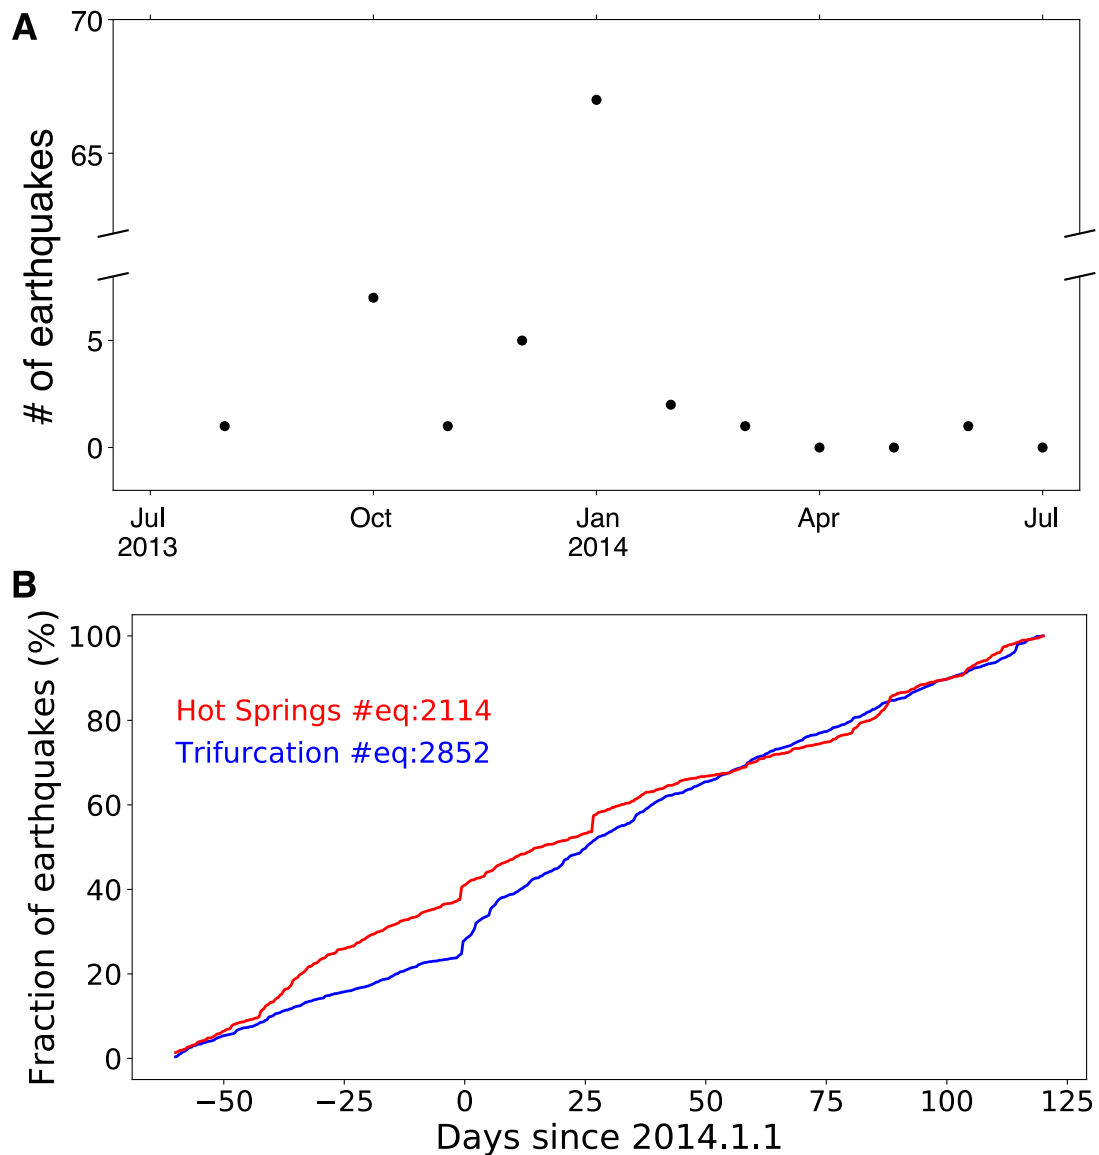 A
70
65
5
0
# of earthquakes
Jul
2013
Oct
Jan
2014
Apr
Jul
B
100
80
60
40
20
0
Fraction of earthquakes (%)
Hot Springs #eq:2114
Trifurcation #eq:2852
−50
−25
0
25
50
75
100
125
Days since 2014.1.1